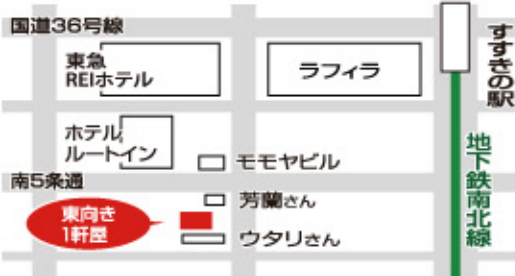 国道36号線
東急
REIホテル
ラフィラ
すすきの駅
ホテル
ルートイン
モモヤビル
地下鉄南北線
南5条通
芳蘭さん
東向き
1軒屋
ウタリさん